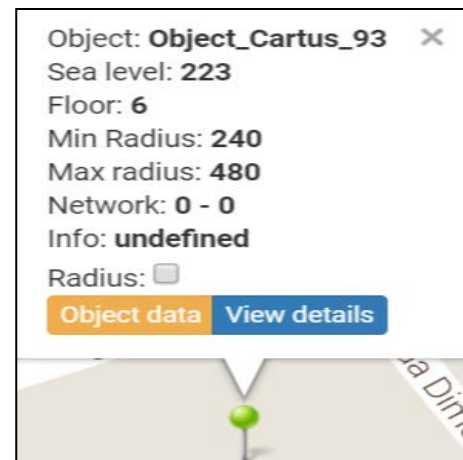 Object: Object_Cartus_93 ×
Sea level: 223
Floor: 6
Min Radius: 240
Max radius: 480
Network: 0 - 0
Info: undefined
Radius:
Object data View details